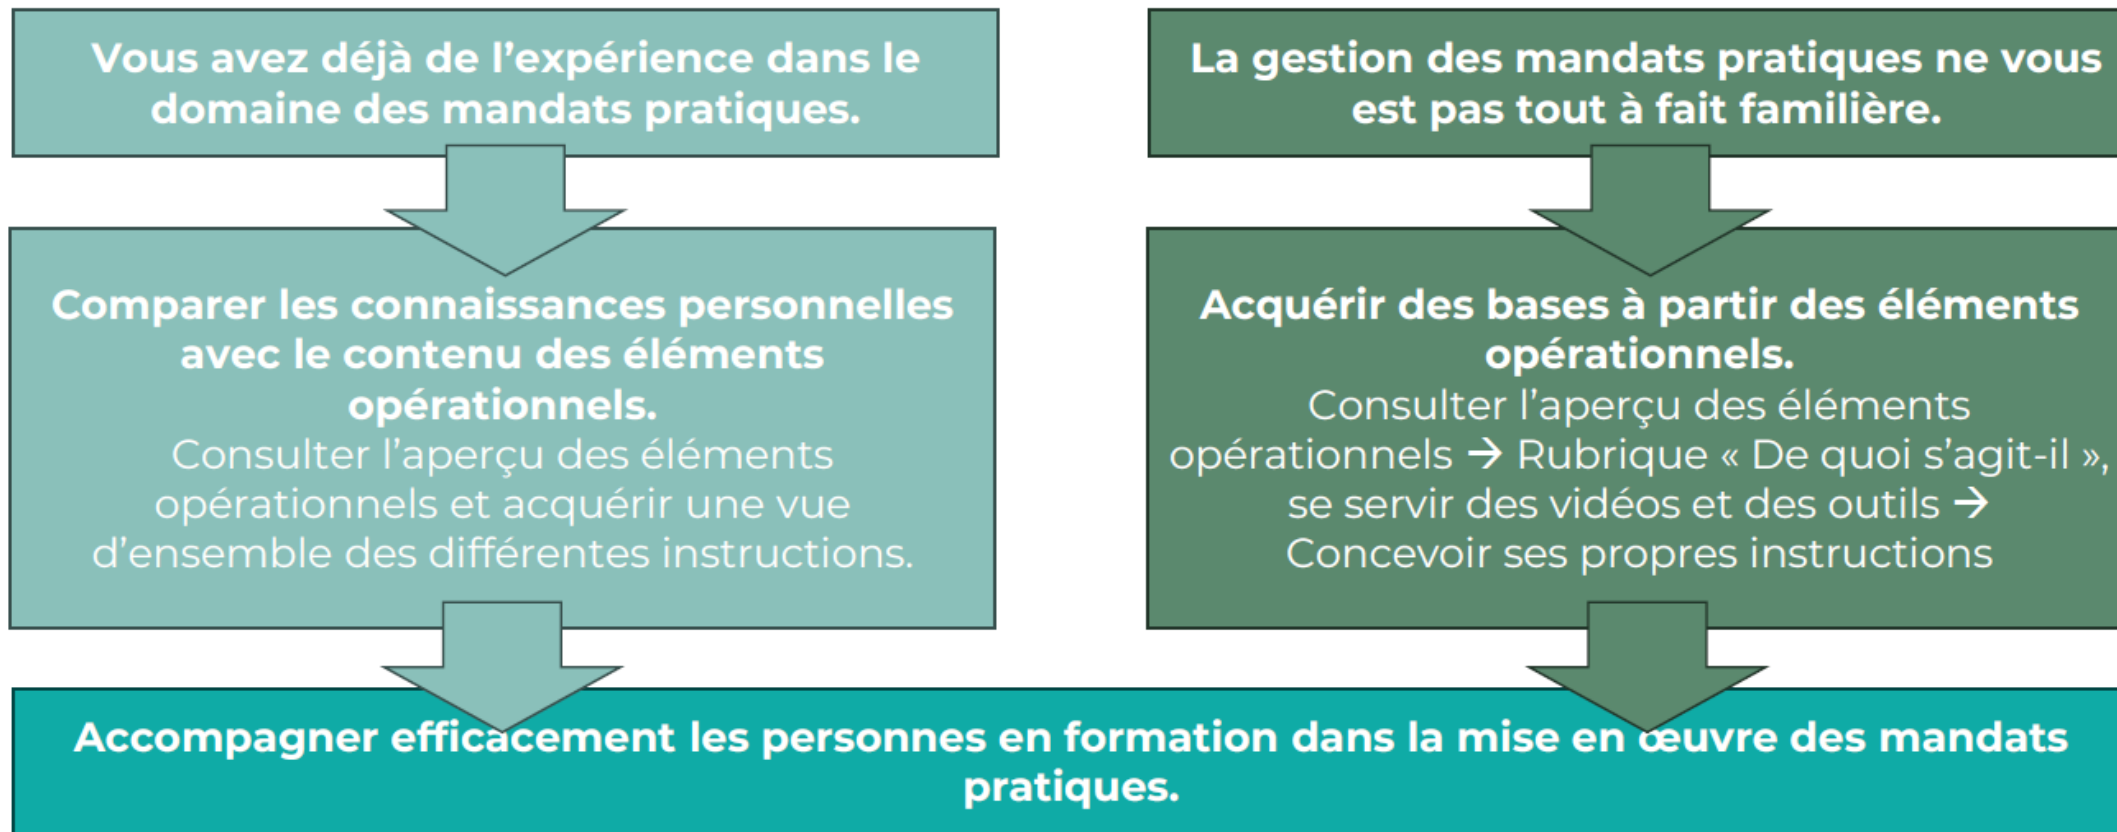 Vous avez déjà de l’expérience dans le
domaine des mandats pratiques.
La gestion des mandats pratiques ne vous
est pas tout à fait familière.
Comparer les connaissances personnelles
avec le contenu des éléments
opérationnels.
Consulter l’aperçu des éléments
opérationnels et acquérir une vue
d’ensemble des différentes instructions.
Acquérir des bases à partir des éléments
opérationnels.
Consulter l’aperçu des éléments
opérationnels → Rubrique « De quoi s’agit-il »,
se servir des vidéos et des outils →
Concevoir ses propres instructions
Accompagner efficacement les personnes en formation dans la mise en œuvre des mandats
pratiques.